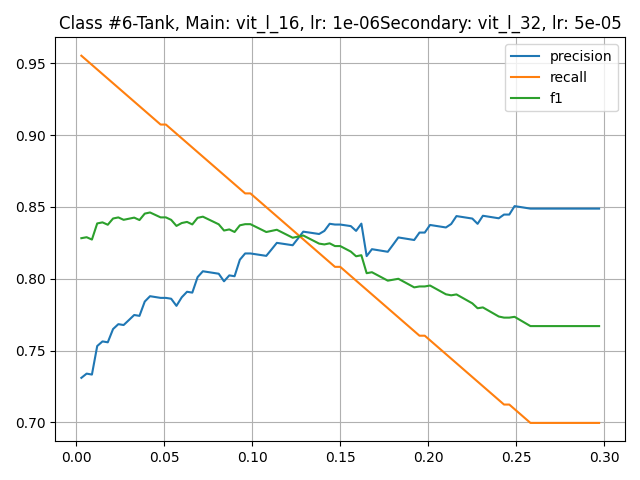 Class #6-Tank, Main: vit_l_16, lr: 1e-06Secondary: vit_l_32, lr: 5e-05
precision
recall
f1
0.95
0.90
0.85
0.80
0.75
0.70
0.00 0.05 0.10 0.15 0.20 0.25 0.30